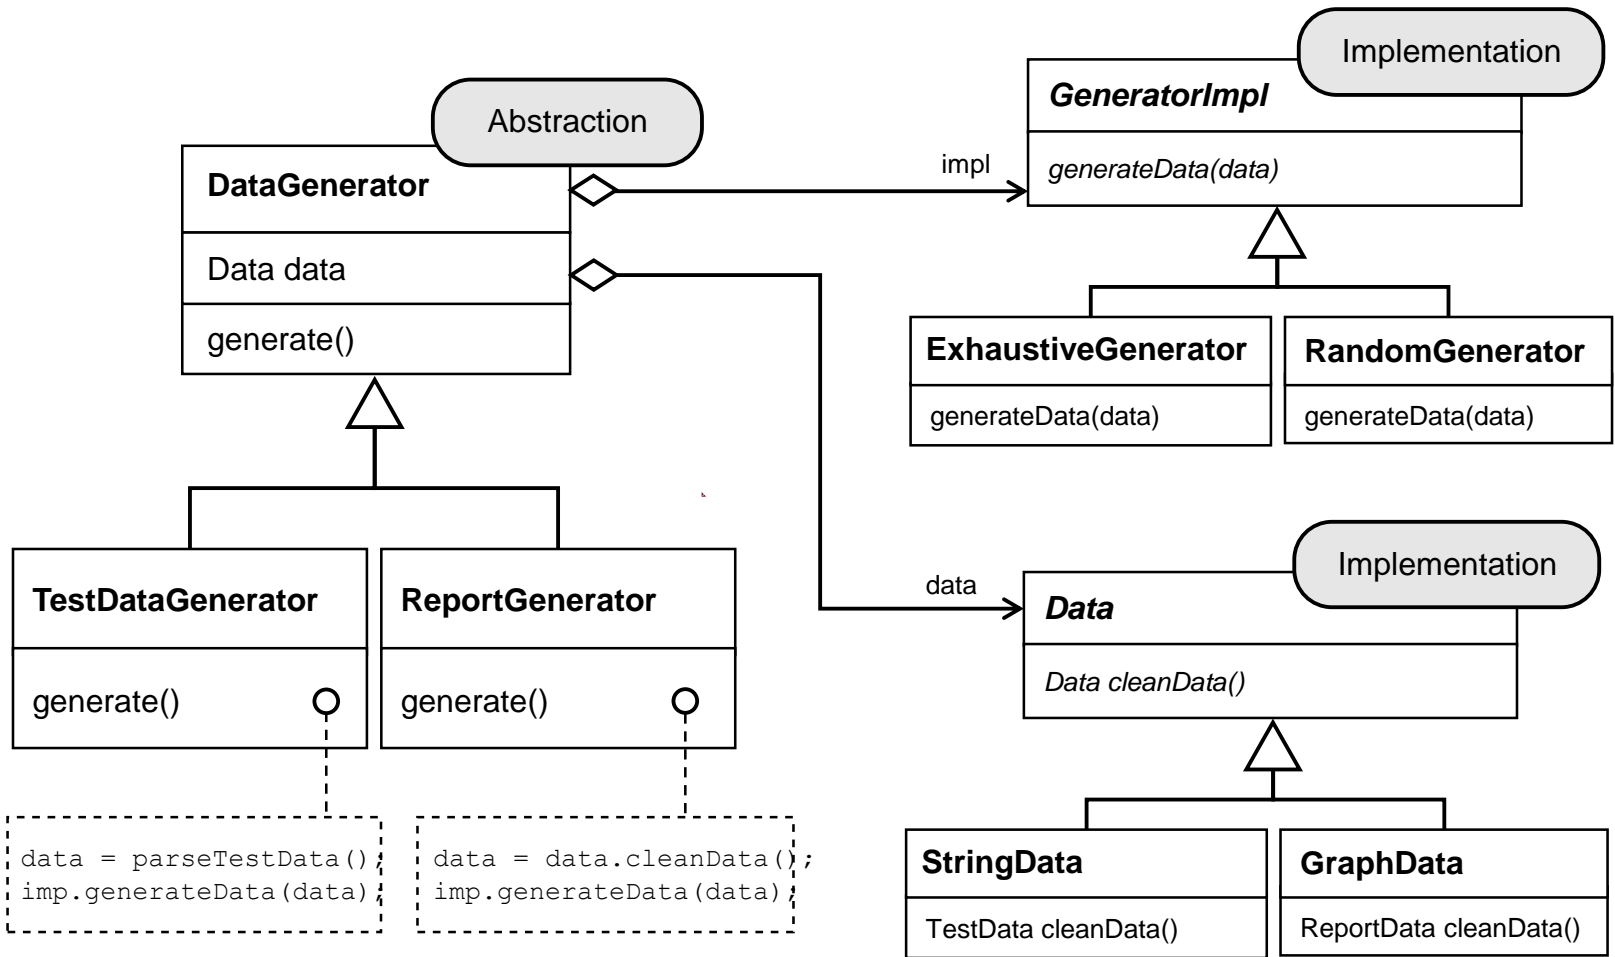 Implementation
GeneratorImpl
generateData(data)
Abstraction
impl
DataGenerator
Data data
generate()
ExhaustiveGenerator
generateData(data)
RandomGenerator
generateData(data)
TestDataGenerator
generate()
ReportGenerator
generate()
data = parseTestData();
imp.generateData(data);
data = data.cleanData();
imp.generateData(data);
Implementation
data
Data
Data cleanData()
StringData
TestData cleanData()
GraphData
ReportData cleanData()